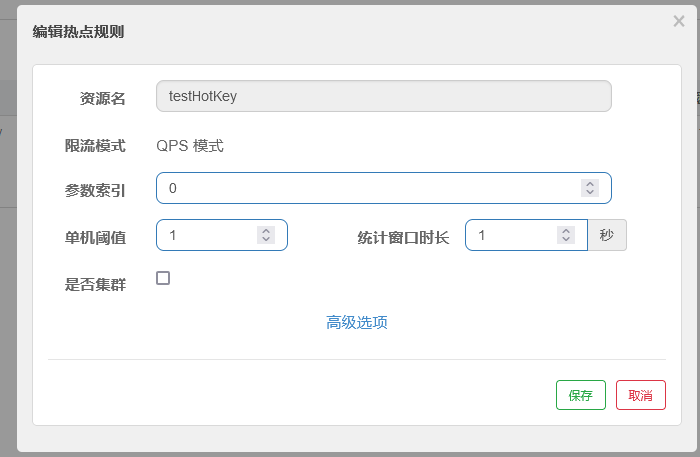 编辑热点规则 ×
资源名 testHotKey
限流模式 QPS 模式
参数索引 0
单机阈值 1 统计窗口时长 1 秒
是否集群
高级选项
保存 取消